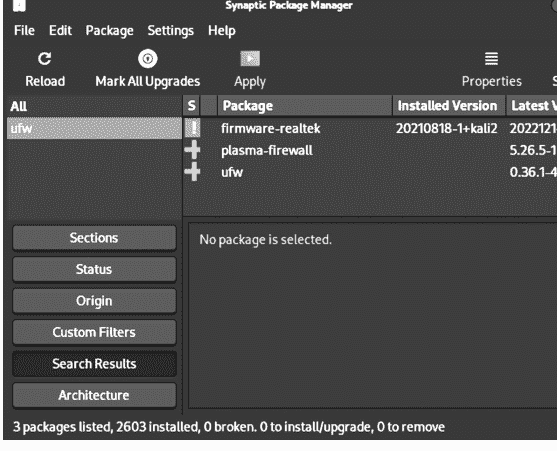 Synaptic Package Manager
File Edit Package Settings Help
Reload Mark All Upgrades Apply Properties S
All S Package Installed Version Latest V
ufw firmware-realtek 20210818-1+kali2 2022121
plasma-firewall 5.26.5-1
ufw 0.36.1-4
Sections
No package is selected.
Status
Origin
Custom Filters
Search Results
Architecture
3 packages listed, 2603 installed, 0 broken. 0 to install/upgrade, 0 to remove